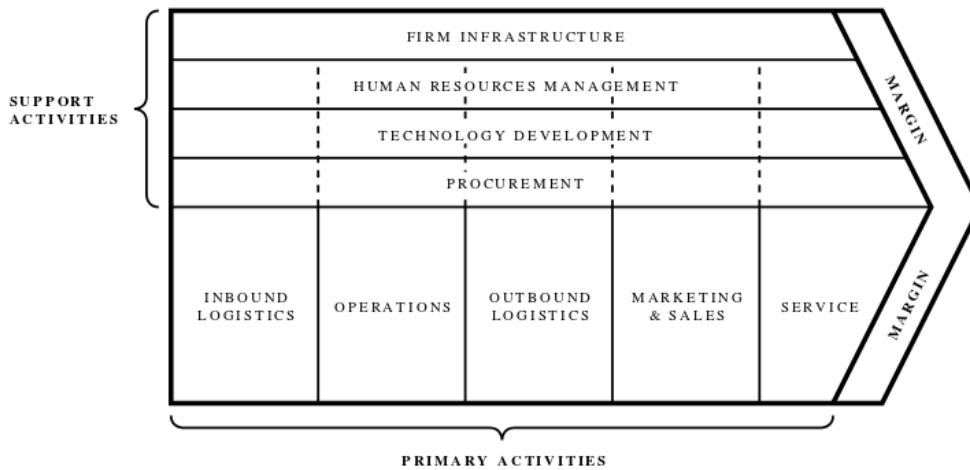 FIRM INFRASTRUCTURE
HUMAN RESOURCES MANAGEMENT
SUPPORT
ACTIVITIES
TECHNOLOGY DEVELOPMENT
PROCUREMENT
MARGIN
INBOUND
LOGISTICS
OPERATIONS
OUTBOUND
LOGISTICS
MARKETING
& SALES
SERVICE
MARGIN
PRIMARY ACTIVITIES